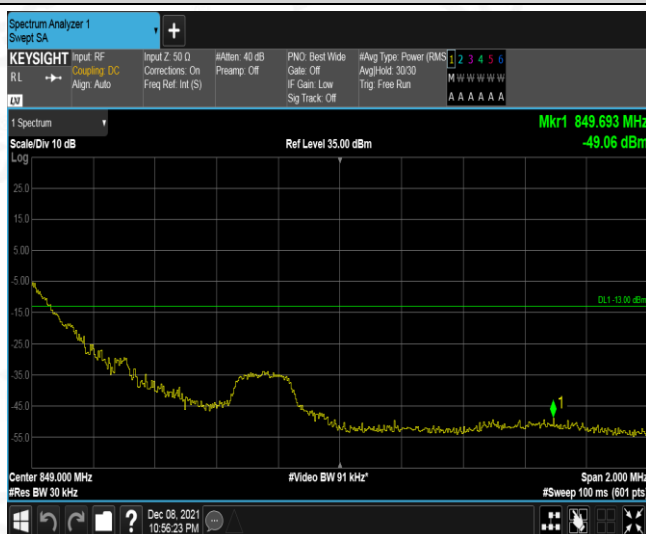 Spectrum Analyzer 1
Swept SA
+
KEYSIGHT
RL
LXI
Input: RF
Coupling: DC
Align: Auto
Input Z: 50 Ω
Corrections: On
Freq Ref: Int (S)
#Atten: 40 dB
Preamp: Off
PNO: Best Wide
Gate: Off
IF Gain: Low
Sig Track: Off
#Avg Type: Power (RMS
Avg|Hold: 30/30
Trig: Free Run
1 2 3 4 5 6
M W W W W W
A A A A A A
1 Spectrum
Scale/Div 10 dB
Ref Level 35.00 dBm
Mkr1 849.693 MHz
-49.06 dBm
Log
25.0
15.0
5.00
-5.00
DL1 -13.00 dBm
-15.0
-25.0
-35.0
-45.0
1
-55.0
Center 849.000 MHz
#Video BW 91 kHz*
Span 2.000 MHz
#Res BW 30 kHz
#Sweep 100 ms (601 pts)
?
Dec 08, 2021
10:56:23 PM